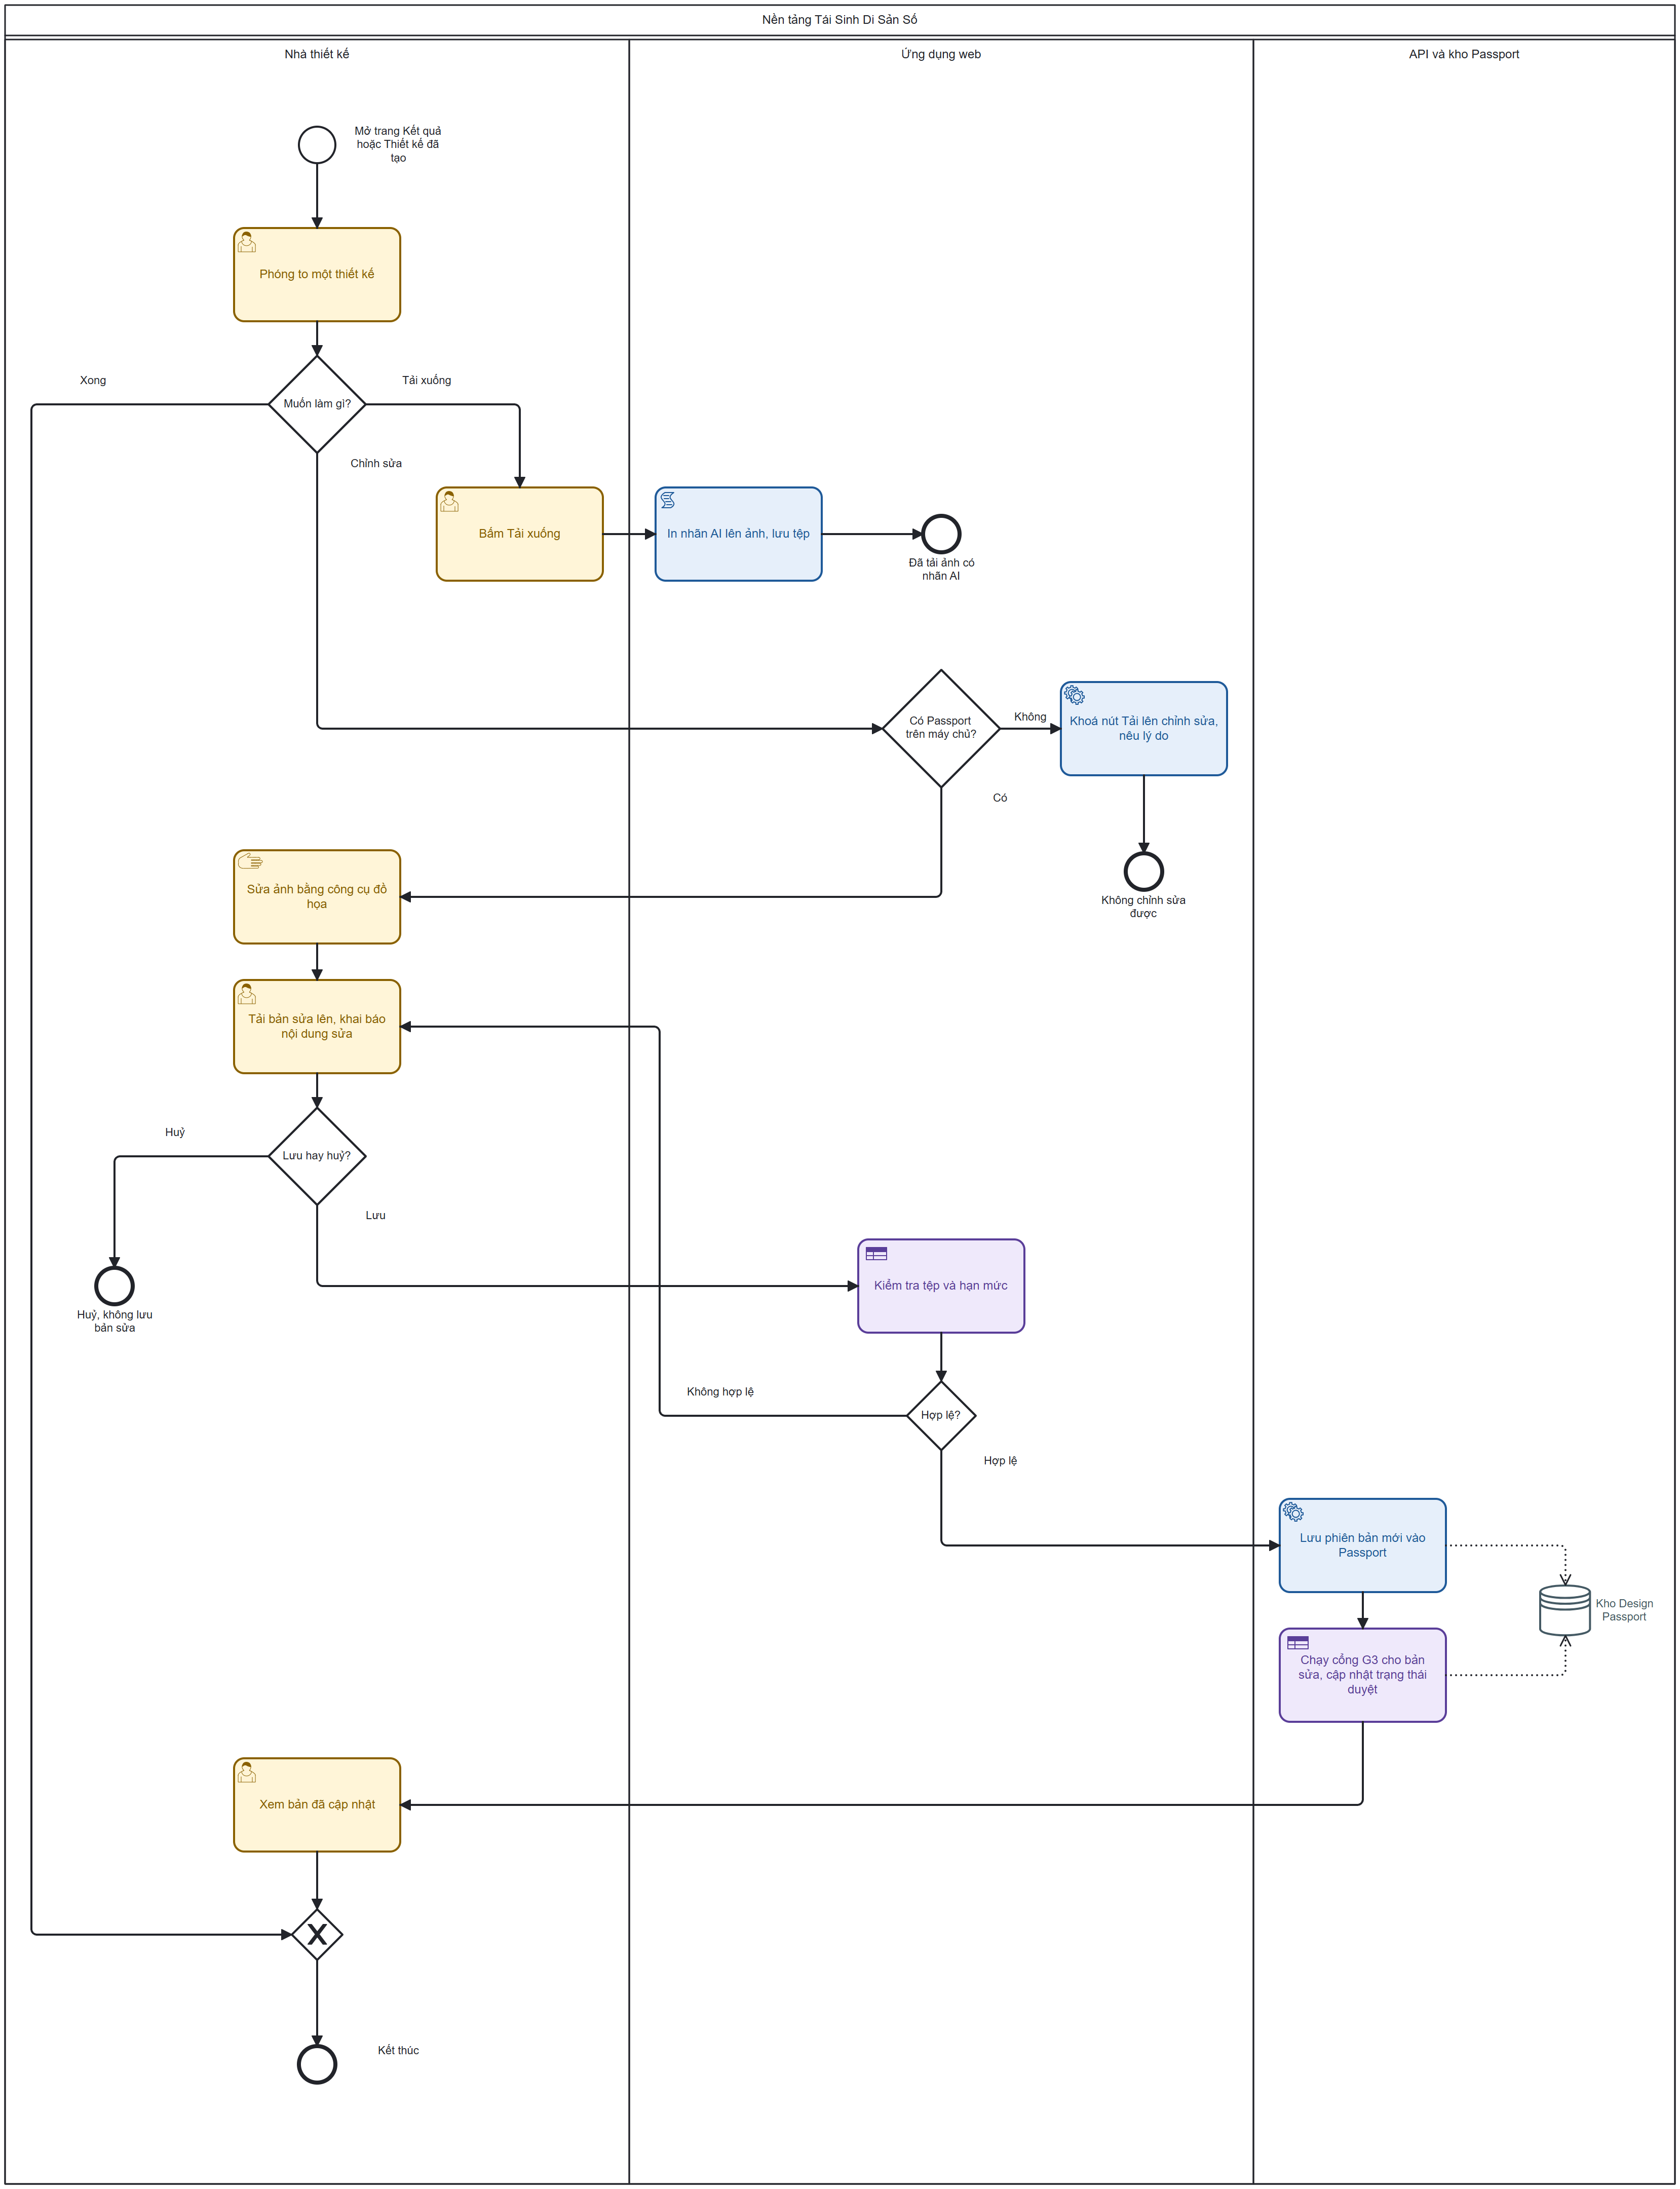 Nền tảng Tái Sinh Di Sản Số
Nhà thiết kế
Ứng dụng web
API và kho Passport
Mở trang Kết quả
hoặc Thiết kế đã
tạo
Phóng to một thiết kế
Xong
Muốn làm gì?
Tải xuống
Chỉnh sửa
Bấm Tải xuống
In nhãn AI lên ảnh, lưu tệp
Đã tải ảnh có
nhãn AI
Có Passport
trên máy chủ?
Không
Khoá nút Tải lên chỉnh sửa,
nêu lý do
Có
Không chỉnh sửa
được
Sửa ảnh bằng công cụ đồ
họa
Tải bản sửa lên, khai báo
nội dung sửa
Huỷ
Lưu hay huỷ?
Lưu
Huỷ, không lưu
bản sửa
Kiểm tra tệp và hạn mức
Không hợp lệ
Hợp lệ?
Hợp lệ
Lưu phiên bản mới vào
Passport
Kho Design
Passport
Chạy cổng G3 cho bản
sửa, cập nhật trạng thái
duyệt
Xem bản đã cập nhật
Kết thúc